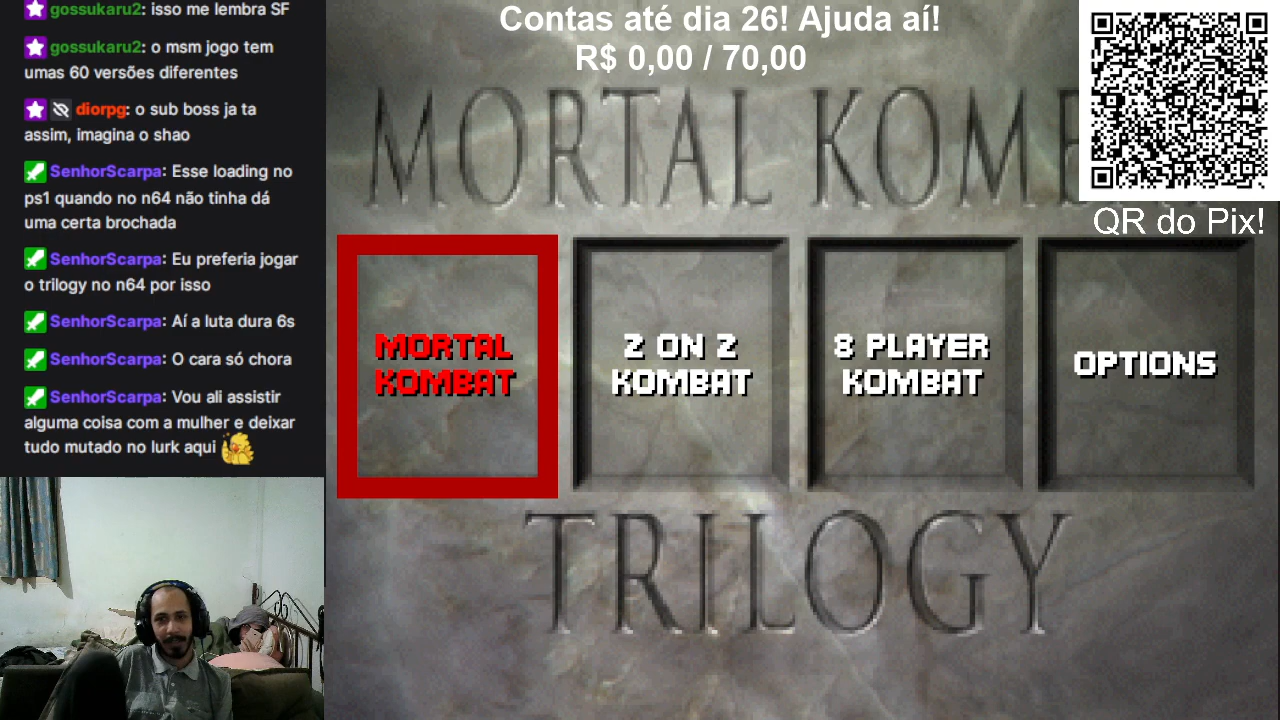 gossukaru2: isso me lembra SF
gossukaru2: o msm jogo tem
umas 60 versões diferentes
diorpg: o sub boss ja ta
assim, imagina o shao
SenhorScarpa: Esse loading no
ps1 quando no n64 não tinha dá
uma certa brochada
SenhorScarpa: Eu preferia jogar
o trilogy no n64 por isso
SenhorScarpa: Aí a luta dura 6s
SenhorScarpa: O cara só chora
SenhorScarpa: Vou ali assistir
alguma coisa com a mulher e deixar
tudo mutado no lurk aqui
Contas até dia 26! Ajuda aí!
R$ 0,00 / 70,00
QR do Pix!
MORTAL
MORTAL
KOMBAT
2 ON 2
KOMBAT
8 PLAYER
KOMBAT
OPTIONS
TRILOGY